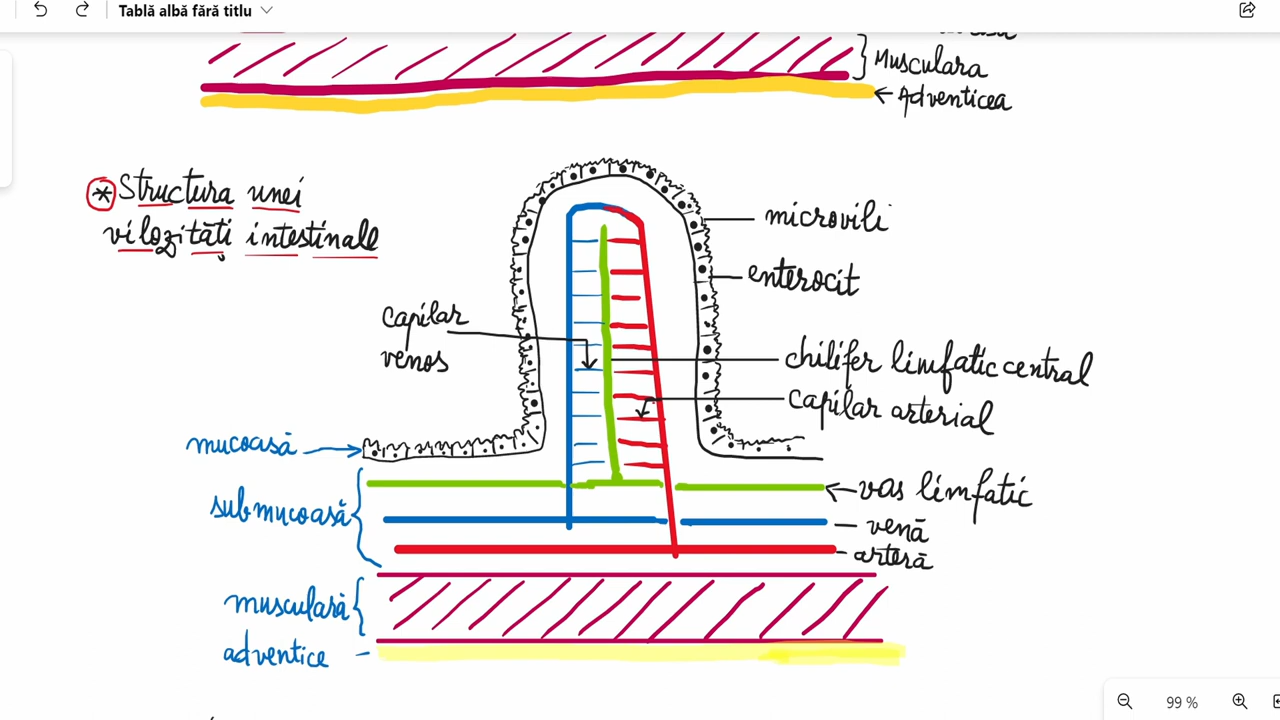 Tablă albă fără titlu
Musculara
← Adventicea
* Structura unei
vilozități intestinale
microvili
enterocit
capilar
venos
chilifer limfatic central
capilar arterial
mucoasă
submucoasă
vas limfatic
venă
arteră
musculară
adventice
99 %